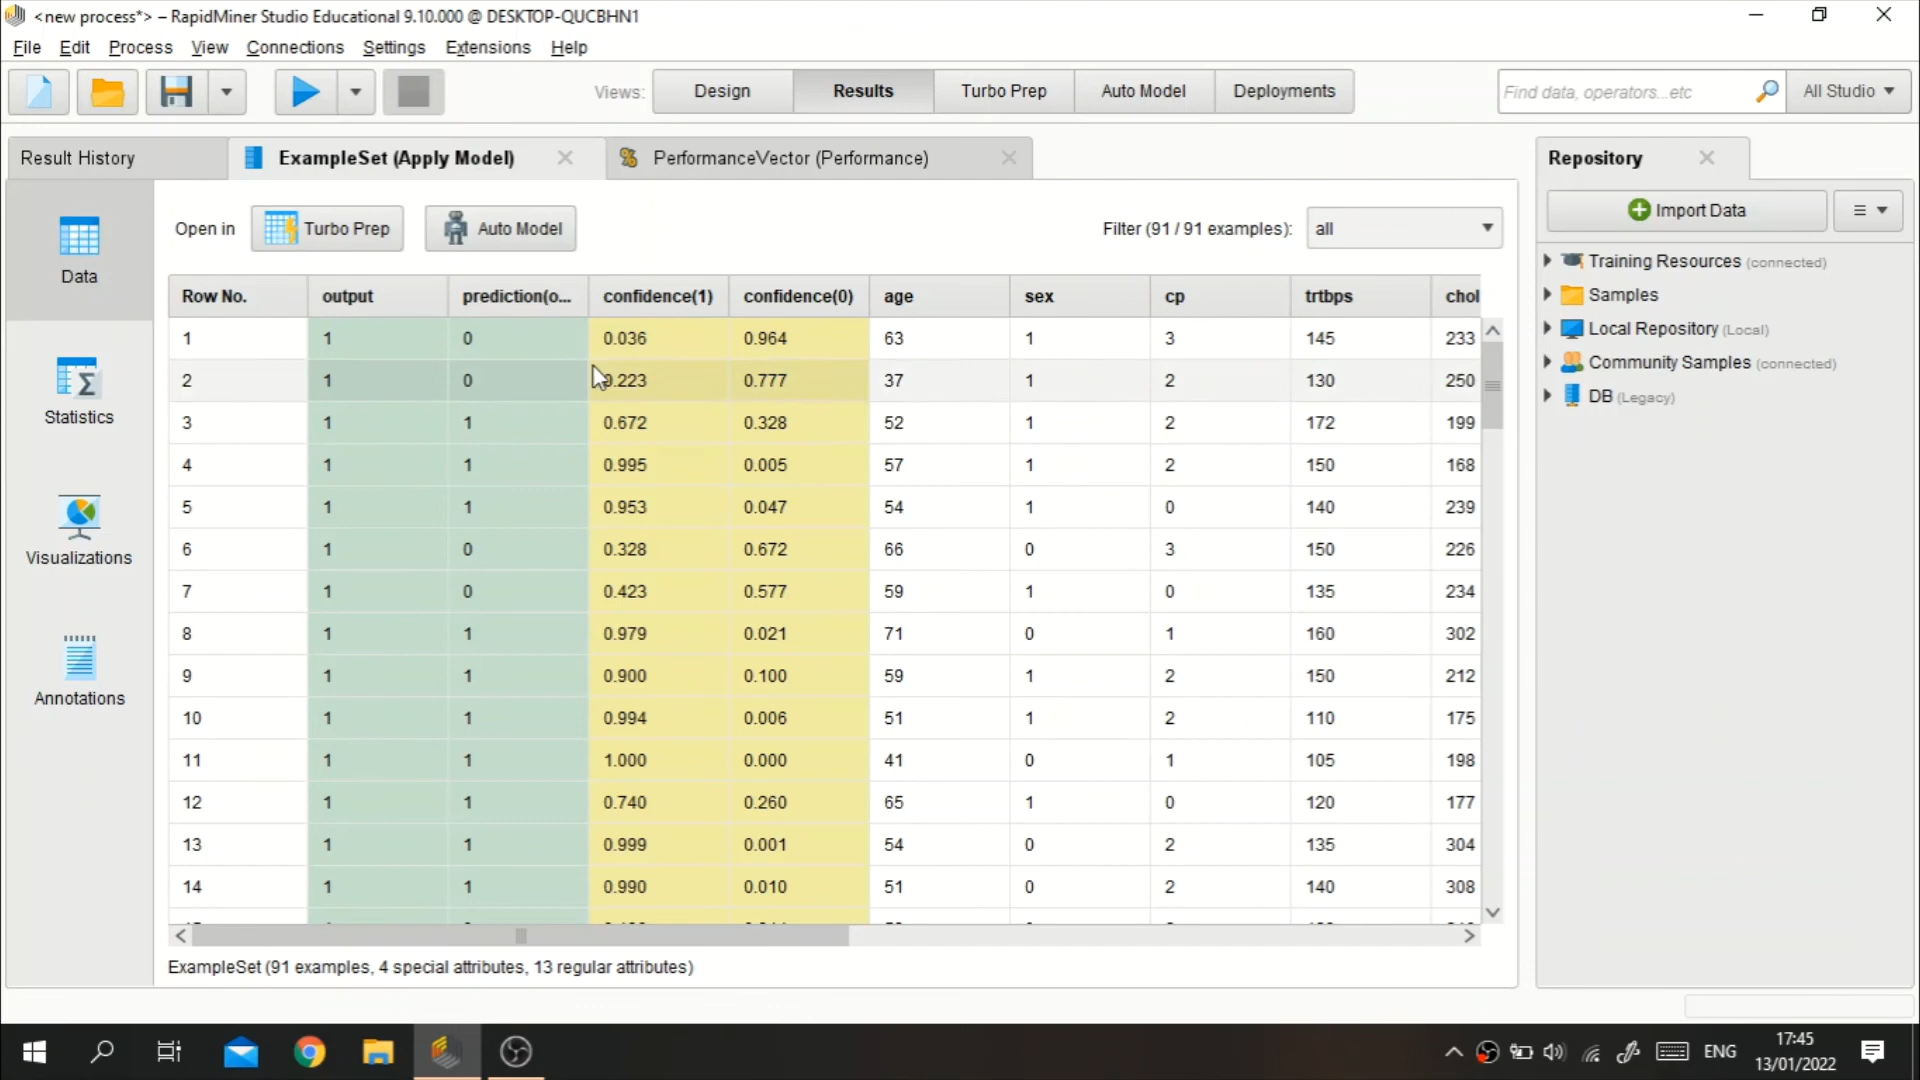 <new process*> – RapidMiner Studio Educational 9.10.000 @ DESKTOP-QUCBHN1
File Edit Process View Connections Settings Extensions Help
Views: Design Results Turbo Prep Auto Model Deployments Find data, operators...etc All Studio
Result History ExampleSet (Apply Model) PerformanceVector (Performance) Repository
Open in Turbo Prep Auto Model Filter (91 / 91 examples): all Import Data
Data
Statistics
Visualizations
Annotations
Training Resources (connected)
Samples
Local Repository (Local)
Community Samples (connected)
DB (Legacy)
Row No. output prediction(o... confidence(1) confidence(0) age sex cp trtbps chol
1 1 0 0.036 0.964 63 1 3 145 233
2 1 0 0.223 0.777 37 1 2 130 250
3 1 1 0.672 0.328 52 1 2 172 199
4 1 1 0.995 0.005 57 1 2 150 168
5 1 1 0.953 0.047 54 1 0 140 239
6 1 0 0.328 0.672 66 0 3 150 226
7 1 0 0.423 0.577 59 1 0 135 234
8 1 1 0.979 0.021 71 0 1 160 302
9 1 1 0.900 0.100 59 1 2 150 212
10 1 1 0.994 0.006 51 1 2 110 175
11 1 1 1.000 0.000 41 0 1 105 198
12 1 1 0.740 0.260 65 1 0 120 177
13 1 1 0.999 0.001 54 0 2 135 304
14 1 1 0.990 0.010 51 0 2 140 308
ExampleSet (91 examples, 4 special attributes, 13 regular attributes)
ENG 17:45
13/01/2022